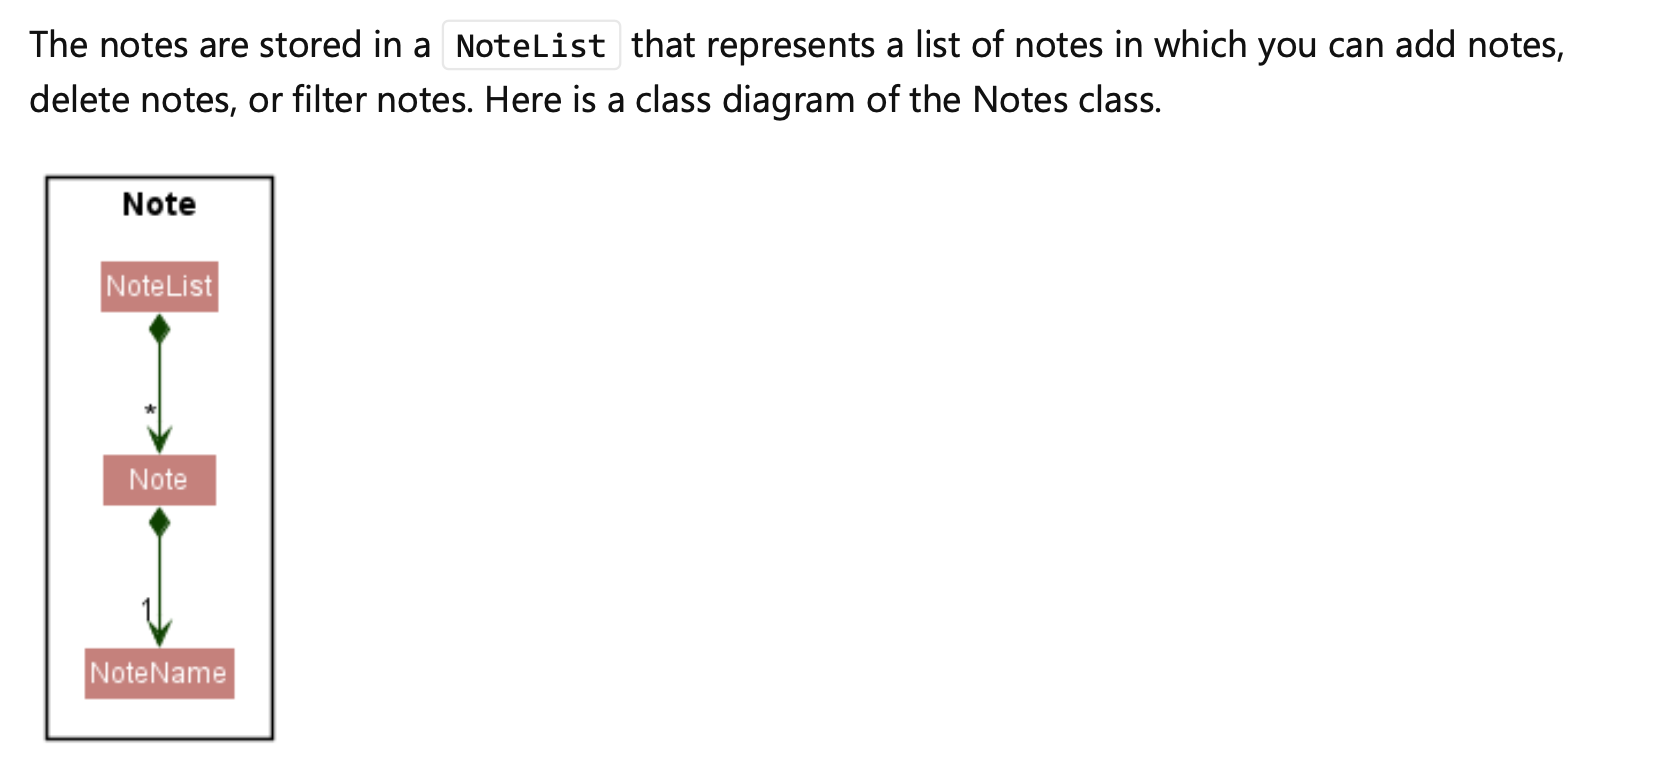 The notes are stored in a NoteList that represents a list of notes in which you can add notes,
delete notes, or filter notes. Here is a class diagram of the Notes class.
Note
NoteList
*
Note
1
NoteName